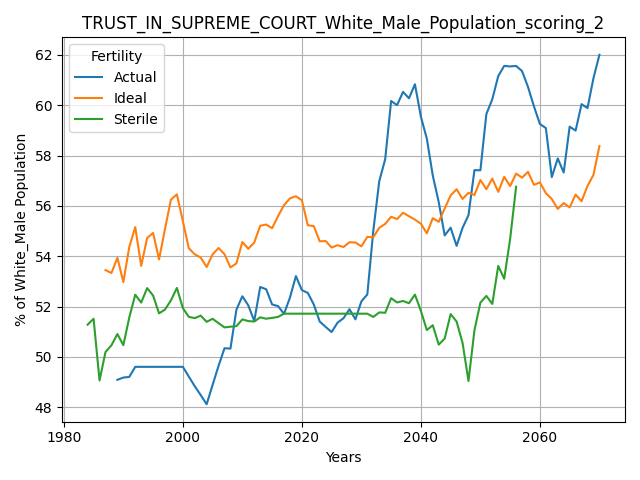 TRUST_IN_SUPREME_COURT_White_Male_Population_scoring_2
Fertility
Actual
Ideal
Sterile
% of White_Male Population
62
60
58
56
54
52
50
48
1980
2000
2020
2040
2060
Years